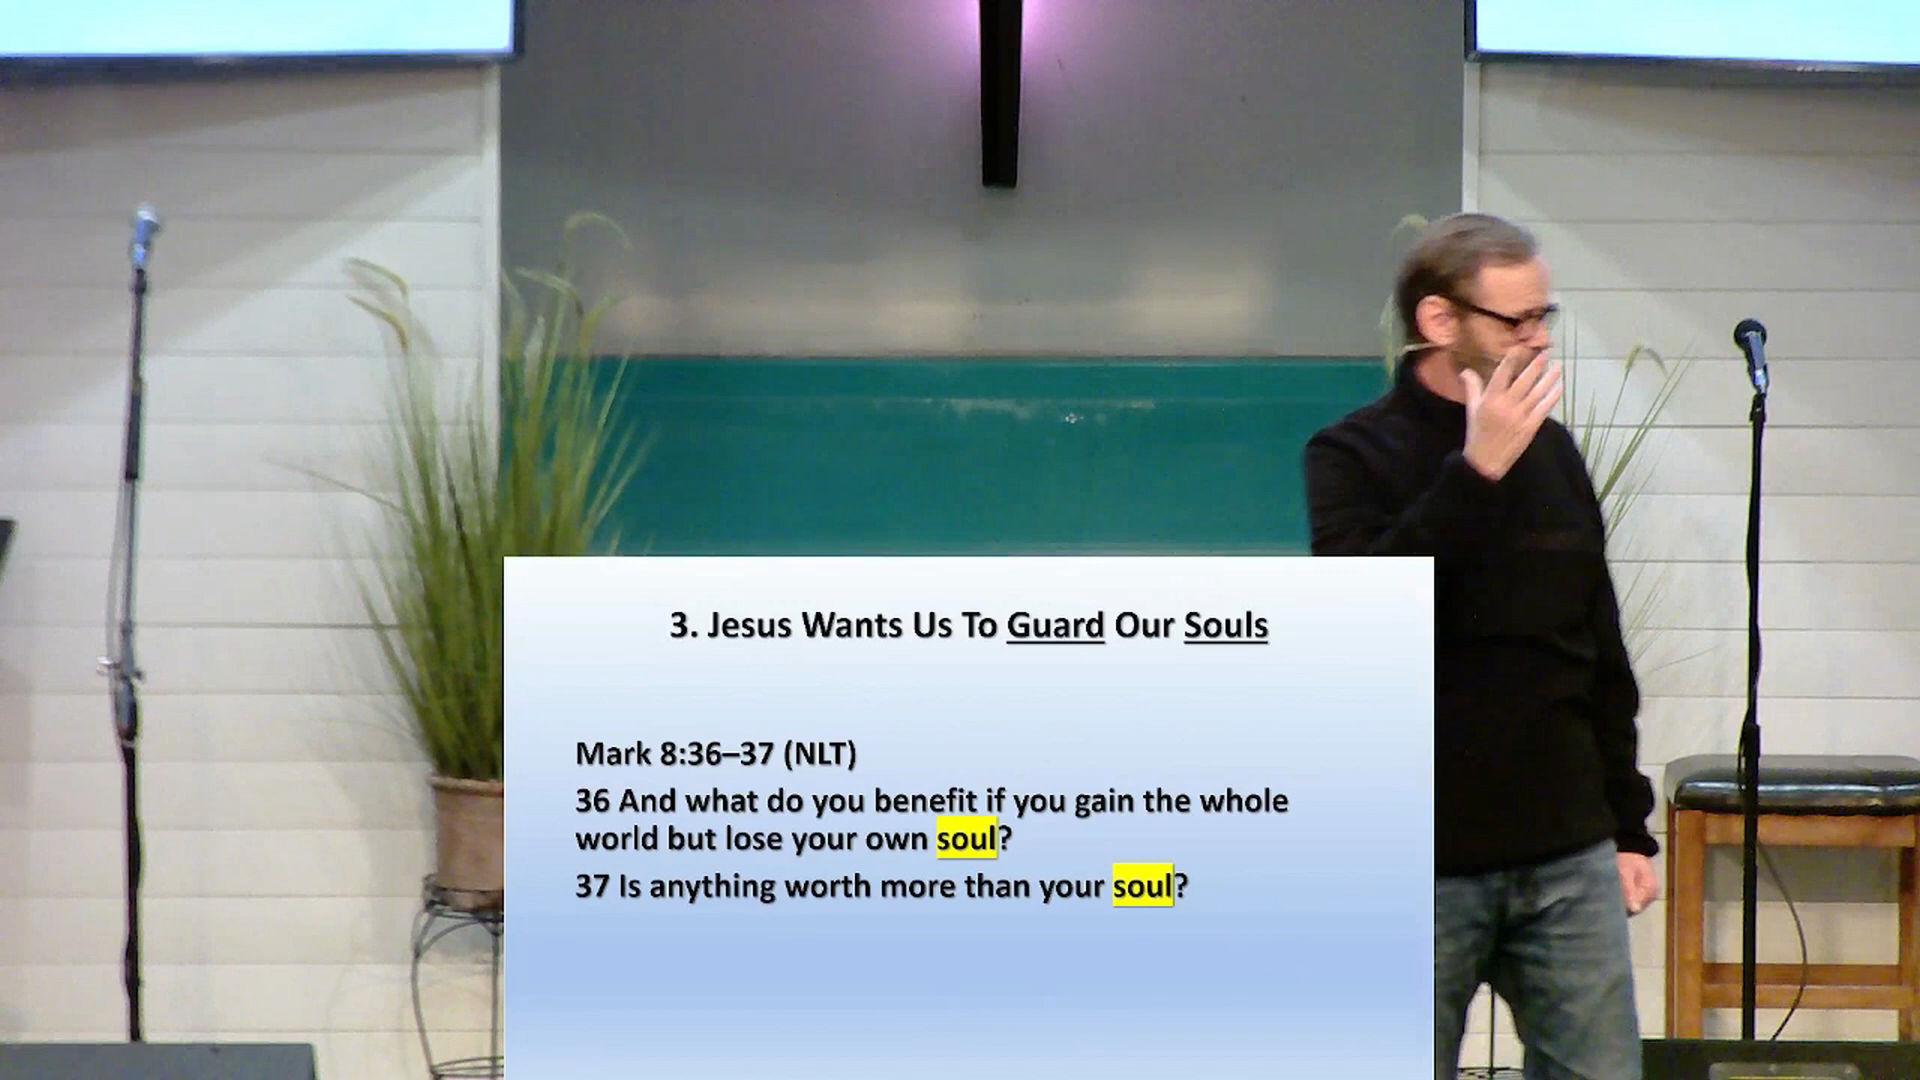 3. Jesus Wants Us To Guard Our Souls
Mark 8:36–37 (NLT)
36 And what do you benefit if you gain the whole
world but lose your own soul?
37 Is anything worth more than your soul?